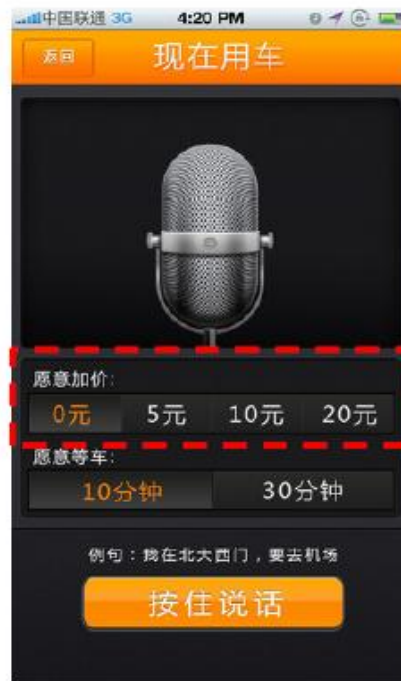 中国联通 3G 4:20 PM
返回 现在用车
愿意加价:
0元 5元 10元 20元
愿意等车:
10分钟 30分钟
例句：我在北大西门，要去机场
按住说话